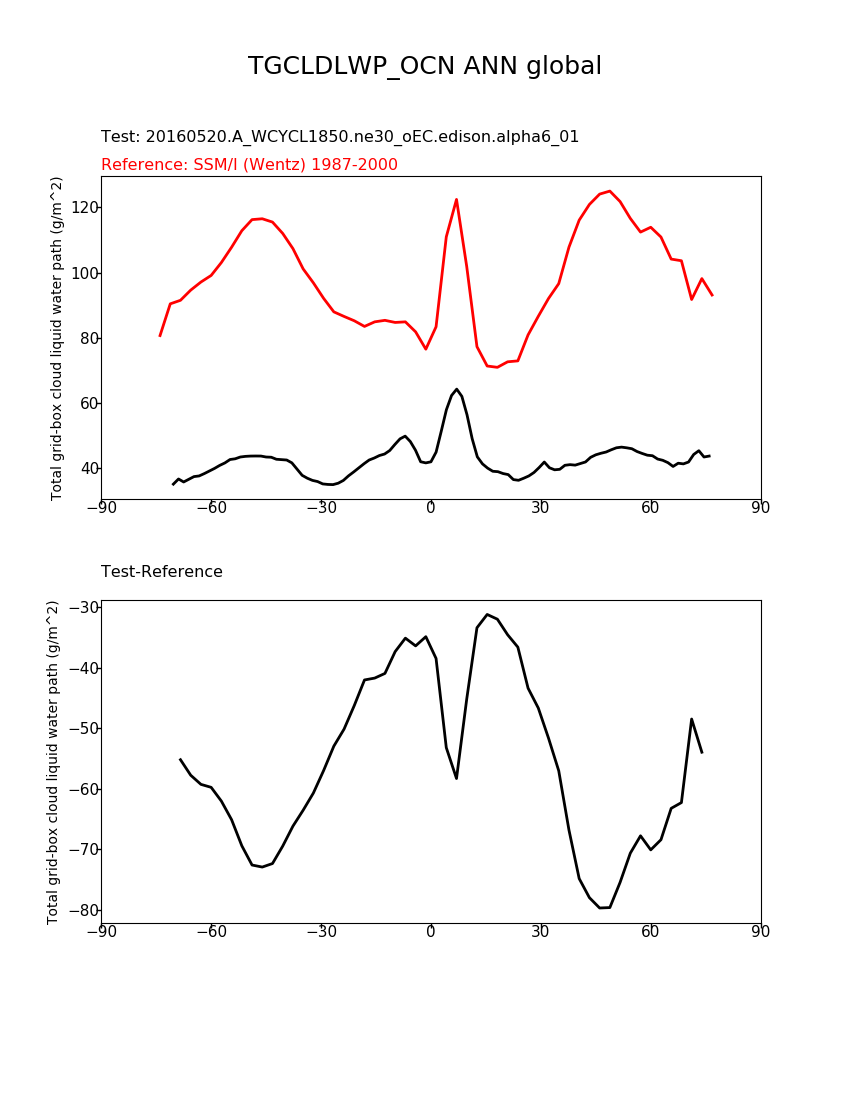 TGCLDLWP_OCN ANN global
Test: 20160520.A_WCYCL1850.ne30_oEC.edison.alpha6_01
Reference: SSM/I (Wentz) 1987-2000
Total grid-box cloud liquid water path (g/m^2)
120
100
80
60
40
−90 −60 −30 0 30 60 90
Test-Reference
Total grid-box cloud liquid water path (g/m^2)
−30
−40
−50
−60
−70
−80
−90 −60 −30 0 30 60 90